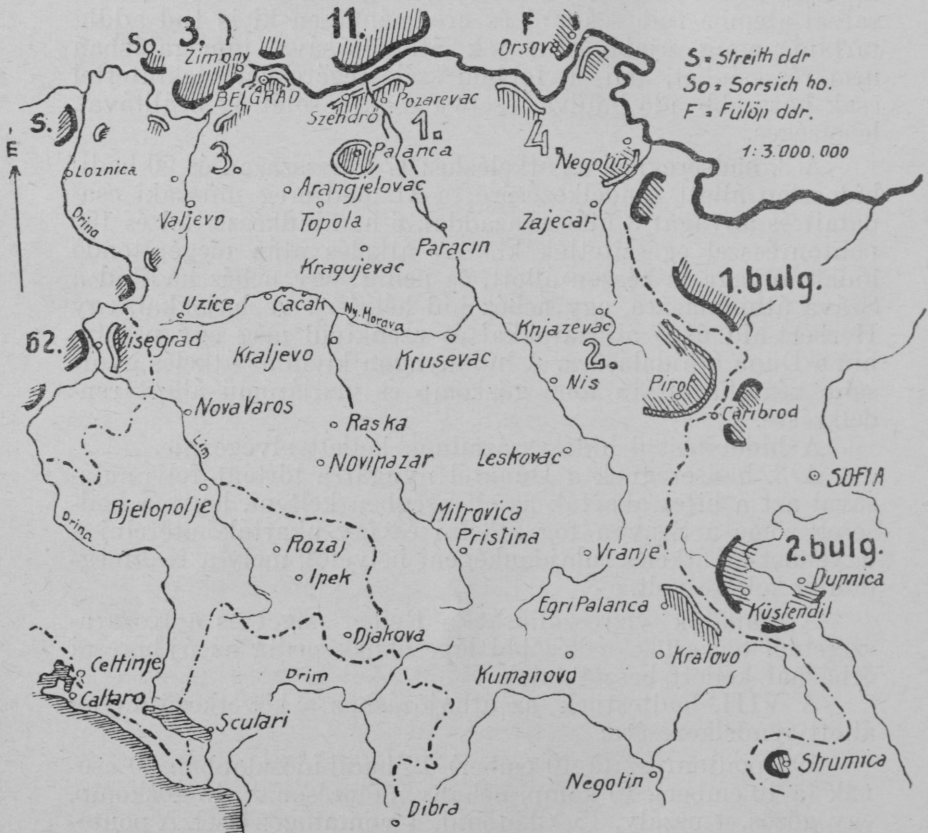 F
Orsova
So.
3.
Zimony
11.
S = Streith ddr
So = Sorsich ho.
F = Fülöp ddr.
1:3.000.000
BELGRAD
Szendrő
Pozarevac
1.
S.
É
Loznica
3.
Palanca
4.
Negotin
Drina
Valjevo
Arangjelovac
Topola
Zajecar
Kragujevac
Paracin
1.bulg.
Uzice
Cacak
Ny. Morava
Knjazevac
62.
Visegrad
Kraljevo
Krusevac
2.
Nis
Pirot
Nova Varos
Caribrod
Raska
Novipazar
Leskovac
SOFIA
Bjelopolje
Mitrovica
Drina
Rozaj
Pristina
Vranje
2.bulg.
Dupnica
Ipek
Egri Palanca
Küstendil
Djakova
Kratovo
Cettinje
Drim
Kumanovo
Cattaro
Scutari
Strumica
Negotin
Dibra